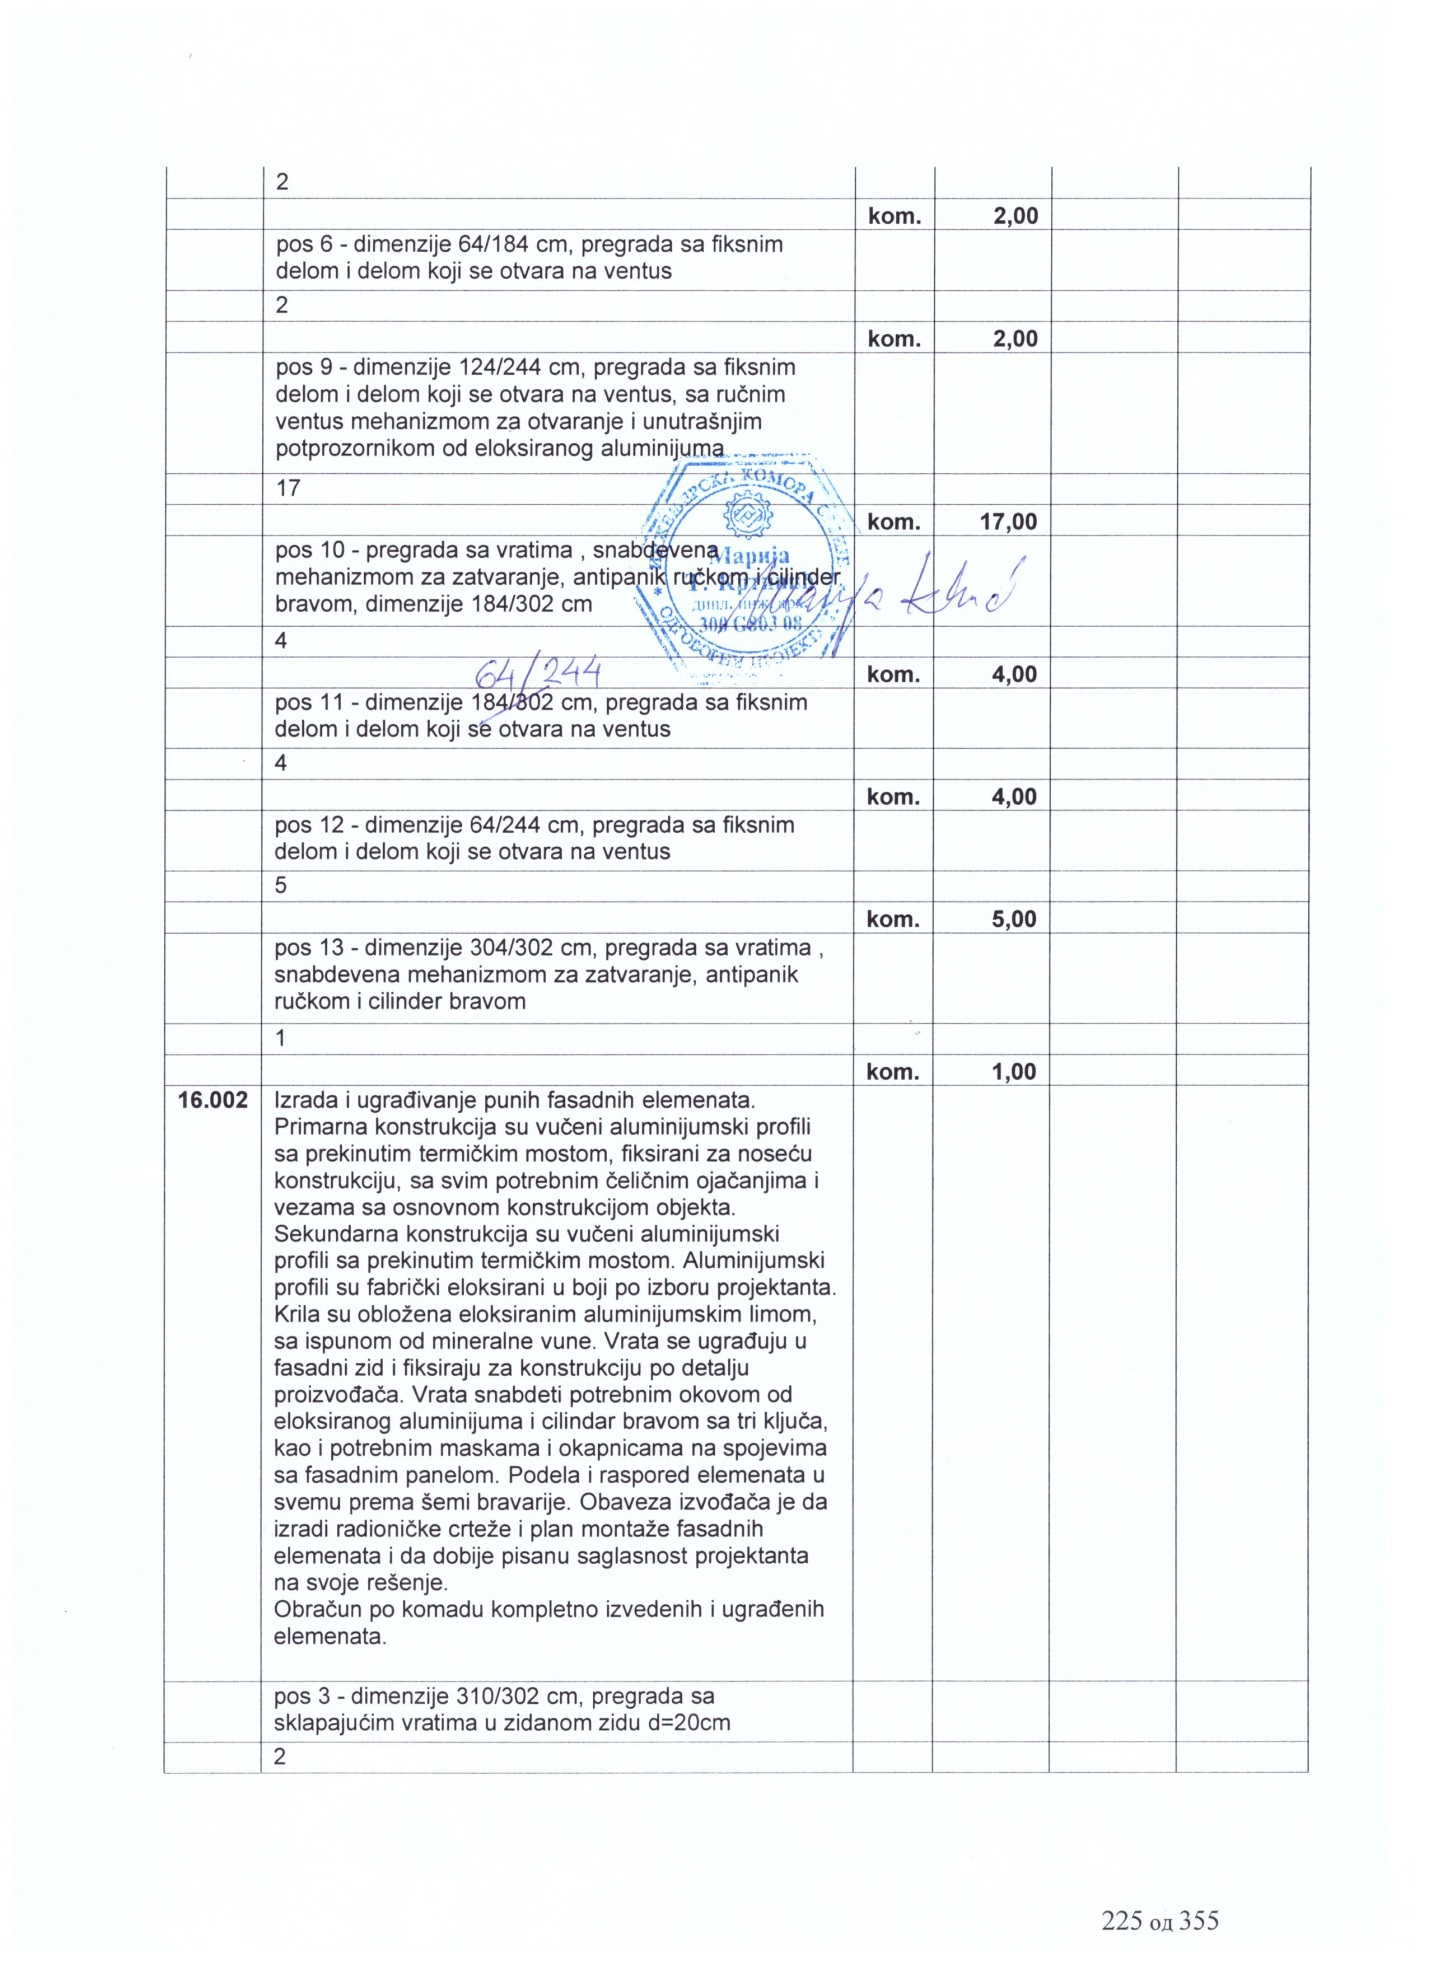 2
kom. 2,00
pos 6 - dimenzije 64/184 cm, pregrada sa fiksnim
delom i delom koji se otvara na ventus
2
kom. 2,00
pos 9 - dimenzije 124/244 cm, pregrada sa fiksnim
delom i delom koji se otvara na ventus, sa ručnim
ventus mehanizmom za otvaranje i unutrašnjim
potprozornikom od eloksiranog aluminijuma
17
kom. 17,00
pos 10 - pregrada sa vratima , snabdevena
mehanizmom za zatvaranje, antipanik ručkom i cilinder
bravom, dimenzije 184/302 cm
Марија
300 G803 08
4
kom. 4,00
64/244
pos 11 - dimenzije 184/302 cm, pregrada sa fiksnim
delom i delom koji se otvara na ventus
4
kom. 4,00
pos 12 - dimenzije 64/244 cm, pregrada sa fiksnim
delom i delom koji se otvara na ventus
5
kom. 5,00
pos 13 - dimenzije 304/302 cm, pregrada sa vratima ,
snabdevena mehanizmom za zatvaranje, antipanik
ručkom i cilinder bravom
1
kom. 1,00
16.002 Izrada i ugrađivanje punih fasadnih elemenata.
Primarna konstrukcija su vučeni aluminijumski profili
sa prekinutim termičkim mostom, fiksirani za noseću
konstrukciju, sa svim potrebnim čeličnim ojačanjima i
vezama sa osnovnom konstrukcijom objekta.
Sekundarna konstrukcija su vučeni aluminijumski
profili sa prekinutim termičkim mostom. Aluminijumski
profili su fabrički eloksirani u boji po izboru projektanta.
Krila su obložena eloksiranim aluminijumskim limom,
sa ispunom od mineralne vune. Vrata se ugrađuju u
fasadni zid i fiksiraju za konstrukciju po detalju
proizvođača. Vrata snabdeti potrebnim okovom od
eloksiranog aluminijuma i cilindar bravom sa tri ključa,
kao i potrebnim maskama i okapnicama na spojevima
sa fasadnim panelom. Podela i raspored elemenata u
svemu prema šemi bravarije. Obaveza izvođača je da
izradi radioničke crteže i plan montaže fasadnih
elemenata i da dobije pisanu saglasnost projektanta
na svoje rešenje.
Obračun po komadu kompletno izvedenih i ugrađenih
elemenata.
pos 3 - dimenzije 310/302 cm, pregrada sa
sklapajućim vratima u zidanom zidu d=20cm
2
225 од 355